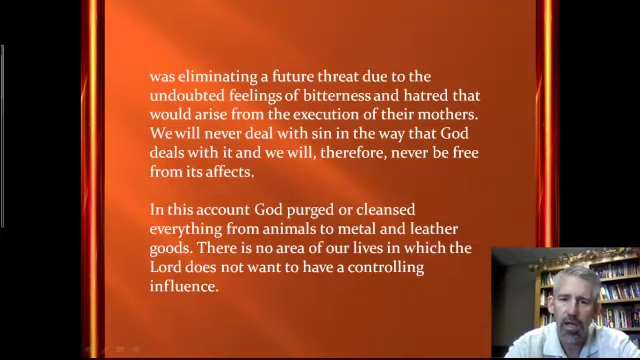 was eliminating a future threat due to the
undoubted feelings of bitterness and hatred that
would arise from the execution of their mothers.
We will never deal with sin in the way that God
deals with it and we will, therefore, never be free
from its affects.
In this account God purged or cleansed
everything from animals to metal and leather
goods. There is no area of our lives in which the
Lord does not want to have a controlling
influence.